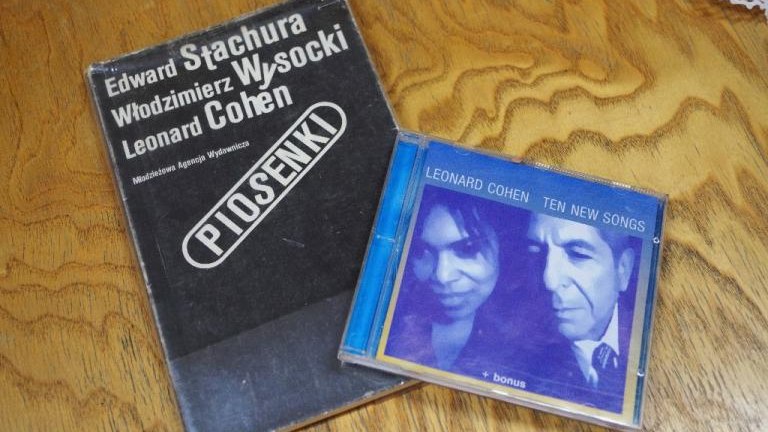 Edward Stachura
Włodzimierz Wysocki
Leonard Cohen
Młodzieżowa Agencja Wydawnicza
PIOSENKI
LEONARD COHEN TEN NEW SONGS
+ bonus